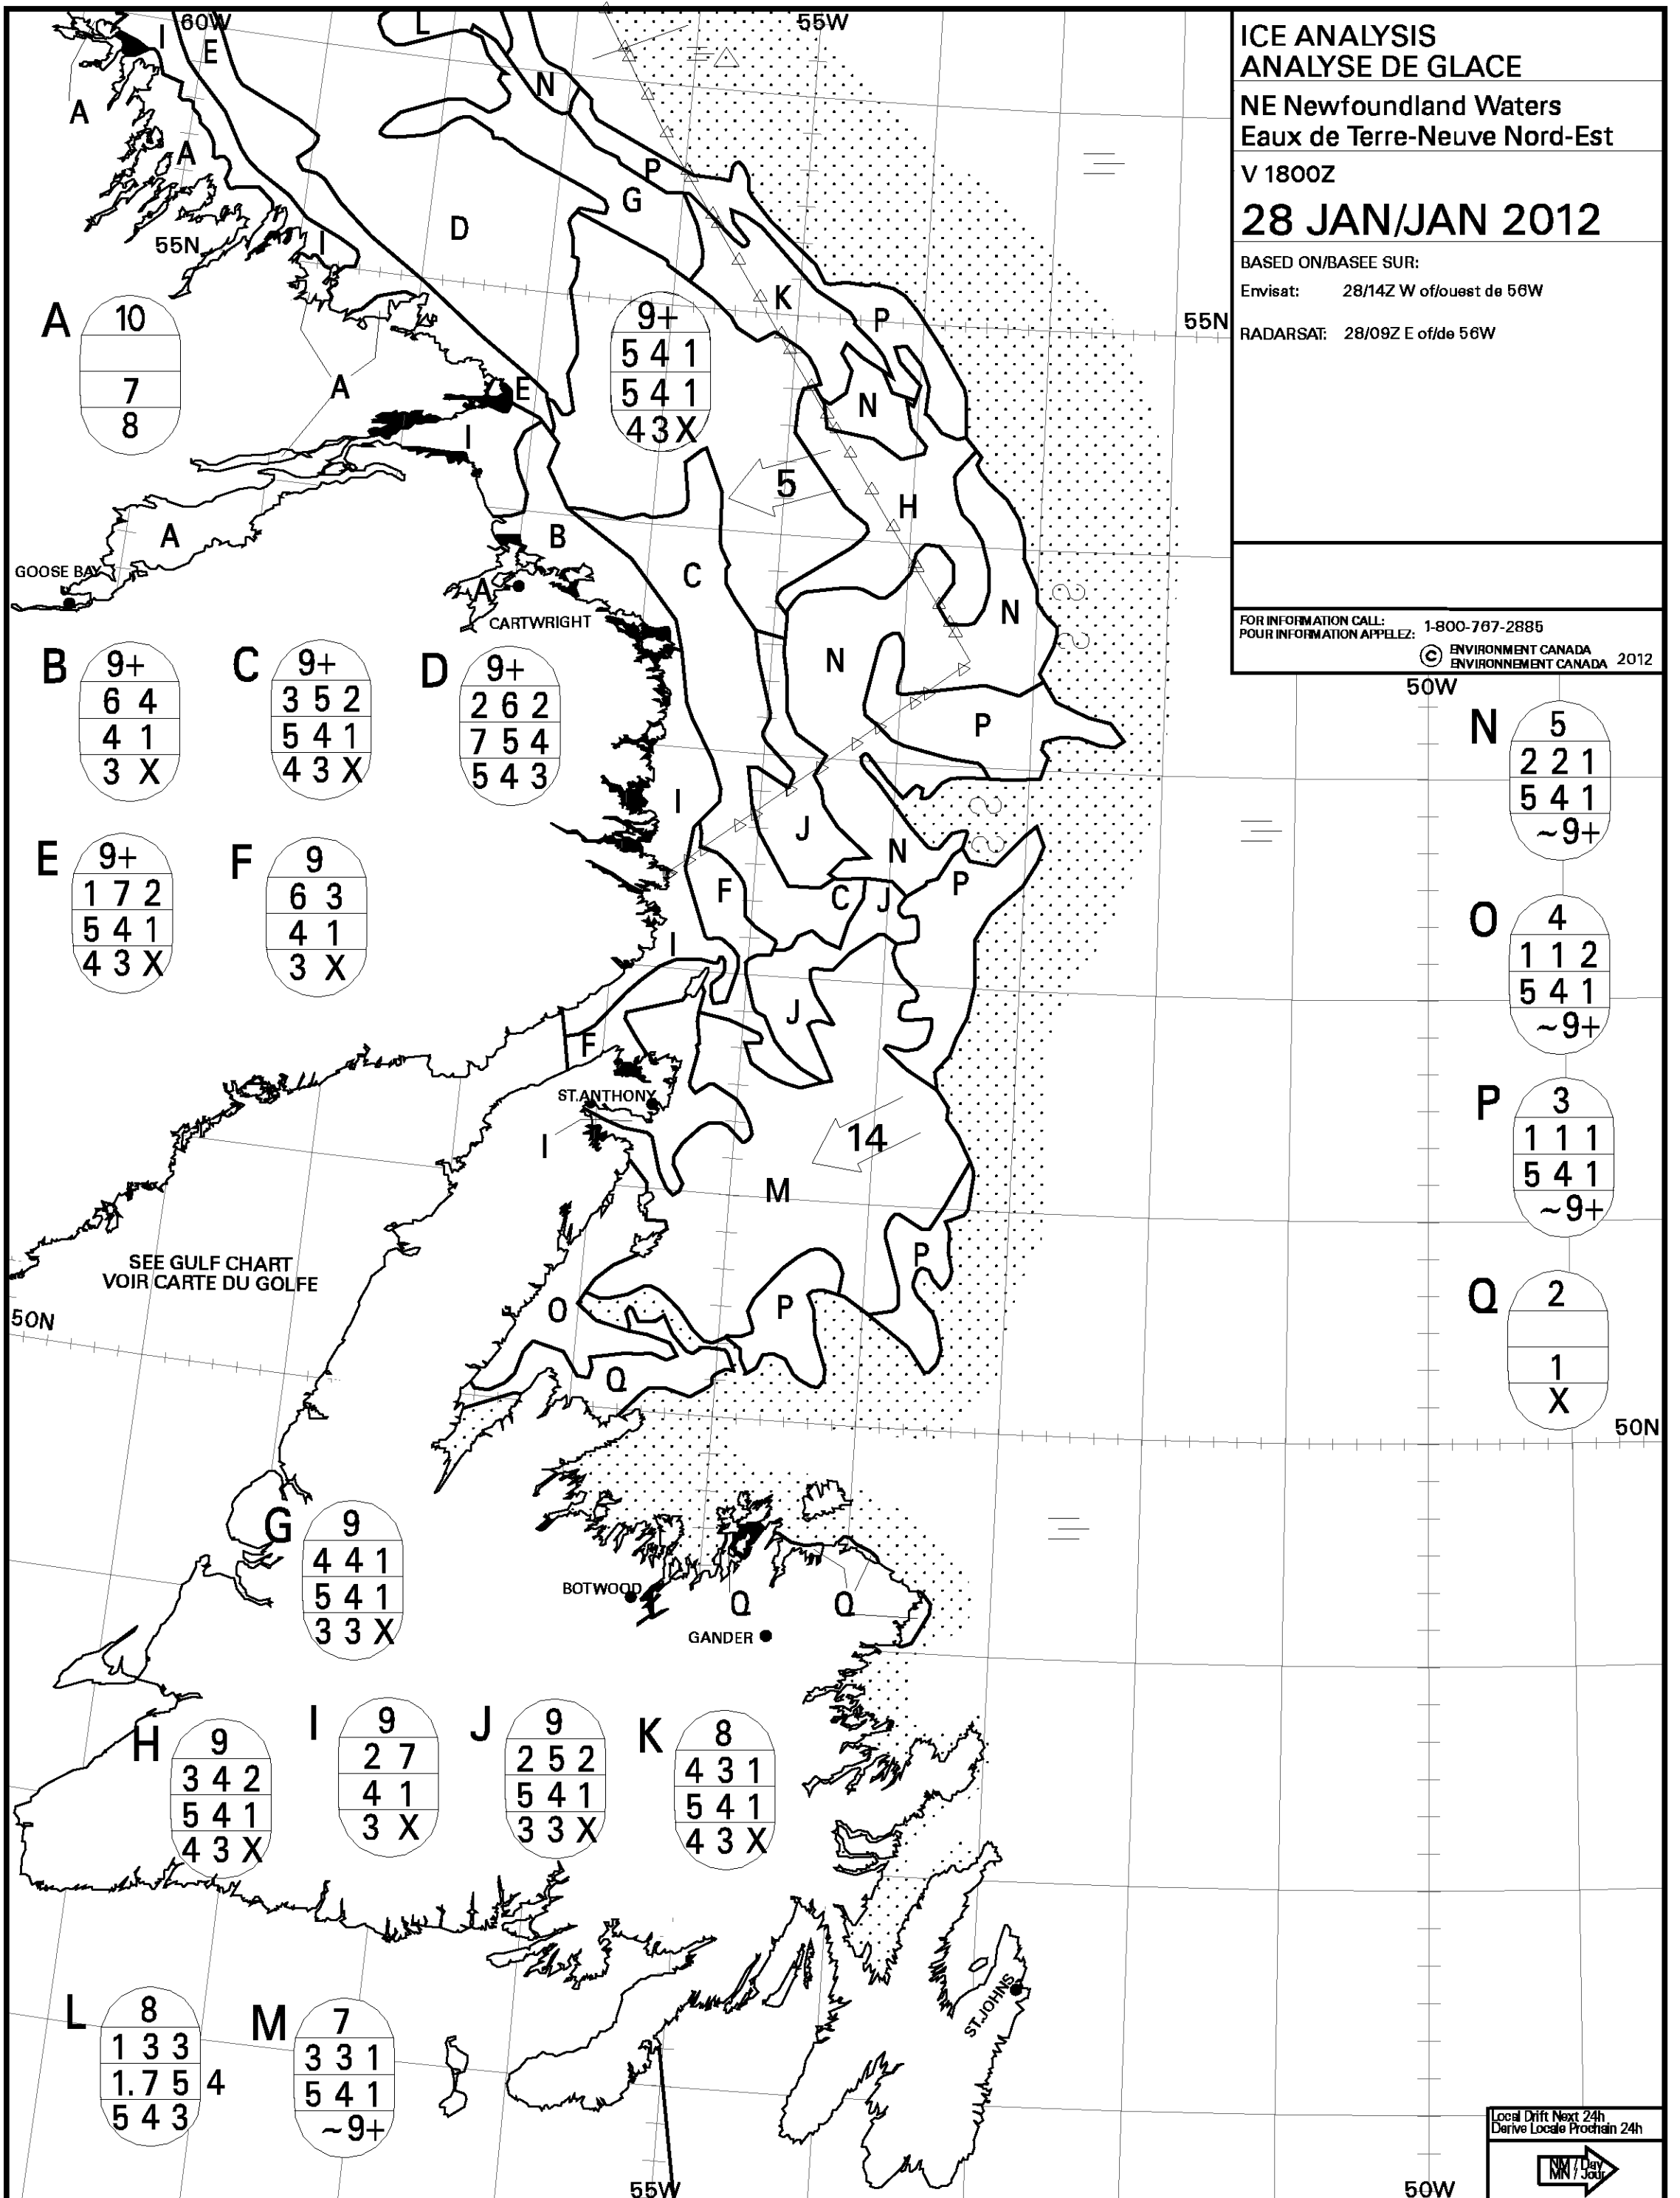 60W
55W
ICE ANALYSIS
ANALYSE DE GLACE
NE Newfoundland Waters
Eaux de Terre-Neuve Nord-Est
V 1800Z
28 JAN/JAN 2012
BASED ON/BASEE SUR:
Envisat: 28/14Z W of/ouest de 56W
RADARSAT: 28/09Z E of/de 56W
FOR INFORMATION CALL:
POUR INFORMATION APPELEZ: 1-800-767-2885
© ENVIRONMENT CANADA
ENVIRONNEMENT CANADA 2012
I
E
L
N
A
A
P
G
D
I
55N
K
P
55N
A
10
7
8
9+
5 4 1
5 4 1
4 3 X
A
E
N
I
5
H
A
B
C
GOOSE BAY
A
CARTWRIGHT
N
N
P
50W
B
9+
6 4
4 1
3 X
C
9+
3 5 2
5 4 1
4 3 X
D
9+
2 6 2
7 5 4
5 4 3
N
5
2 2 1
5 4 1
~9+
I
J
N
E
9+
1 7 2
5 4 1
4 3 X
F
9
6 3
4 1
3 X
F
C
J
P
O
4
1 1 2
5 4 1
~9+
I
J
F
ST.ANTHONY
I
14
M
P
3
1 1 1
5 4 1
~9+
SEE GULF CHART
VOIR CARTE DU GOLFE
P
50N
O
P
Q
Q
2
1
X
50N
G
9
4 4 1
5 4 1
3 3 X
BOTWOOD
Q
Q
GANDER
H
9
3 4 2
5 4 1
4 3 X
I
9
2 7
4 1
3 X
J
9
2 5 2
5 4 1
3 3 X
K
8
4 3 1
5 4 1
4 3 X
ST.JOHNS
L
8
1 3 3
1. 7 5 4
5 4 3
M
7
3 3 1
5 4 1
~9+
Local Drift Next 24h
Derive Locale Prochain 24h
NM / Day
MN / Jour
55W
50W